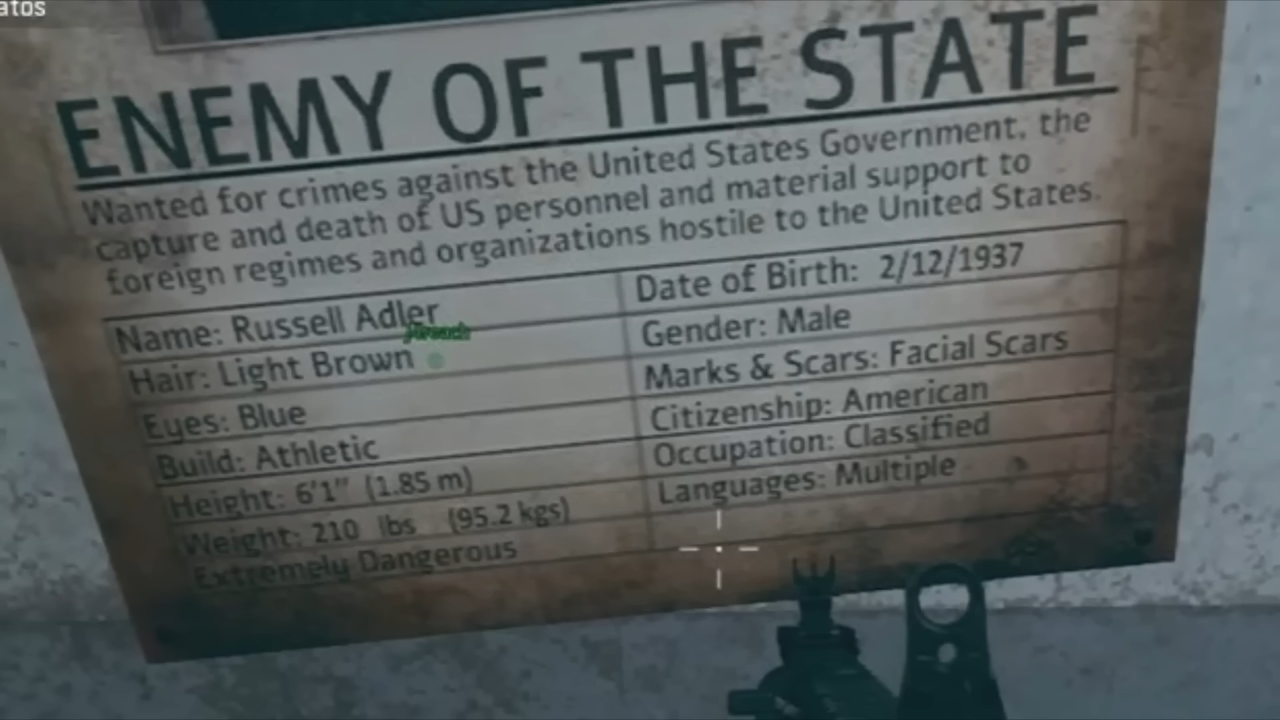 atos
ENEMY OF THE STATE
Wanted for crimes against the United States Government, the
capture and death of US personnel and material support to
foreign regimes and organizations hostile to the United States.
Name: Russell Adler
Date of Birth: 2/12/1937
Hair: Light Brown
Gender: Male
Eyes: Blue
Marks & Scars: Facial Scars
Build: Athletic
Citizenship: American
Height: 6'1" (1.85 m)
Occupation: Classified
Weight: 210 lbs (95.2 kgs)
Languages: Multiple
Extremely Dangerous